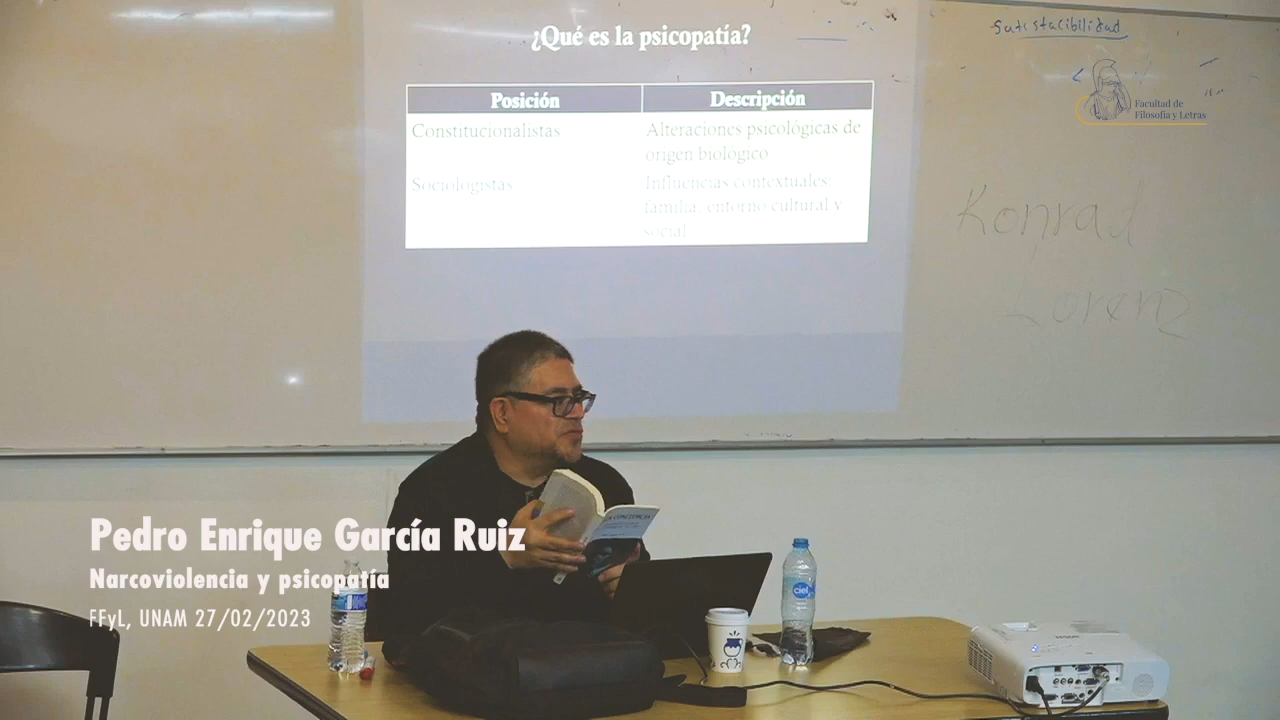 ¿Qué es la psicopatía?
Posición
Descripción
Constitucionalistas
Alteraciones psicológicas de
origen biológico
Sociologistas
Influencias contextuales:
familia, entorno cultural y
social
Facultad de
Filosofía y Letras
Konrad
Lorenz
Pedro Enrique García Ruiz
Narcoviolencia y psicopatía
FFyL, UNAM 27/02/2023
ciel
EPSON